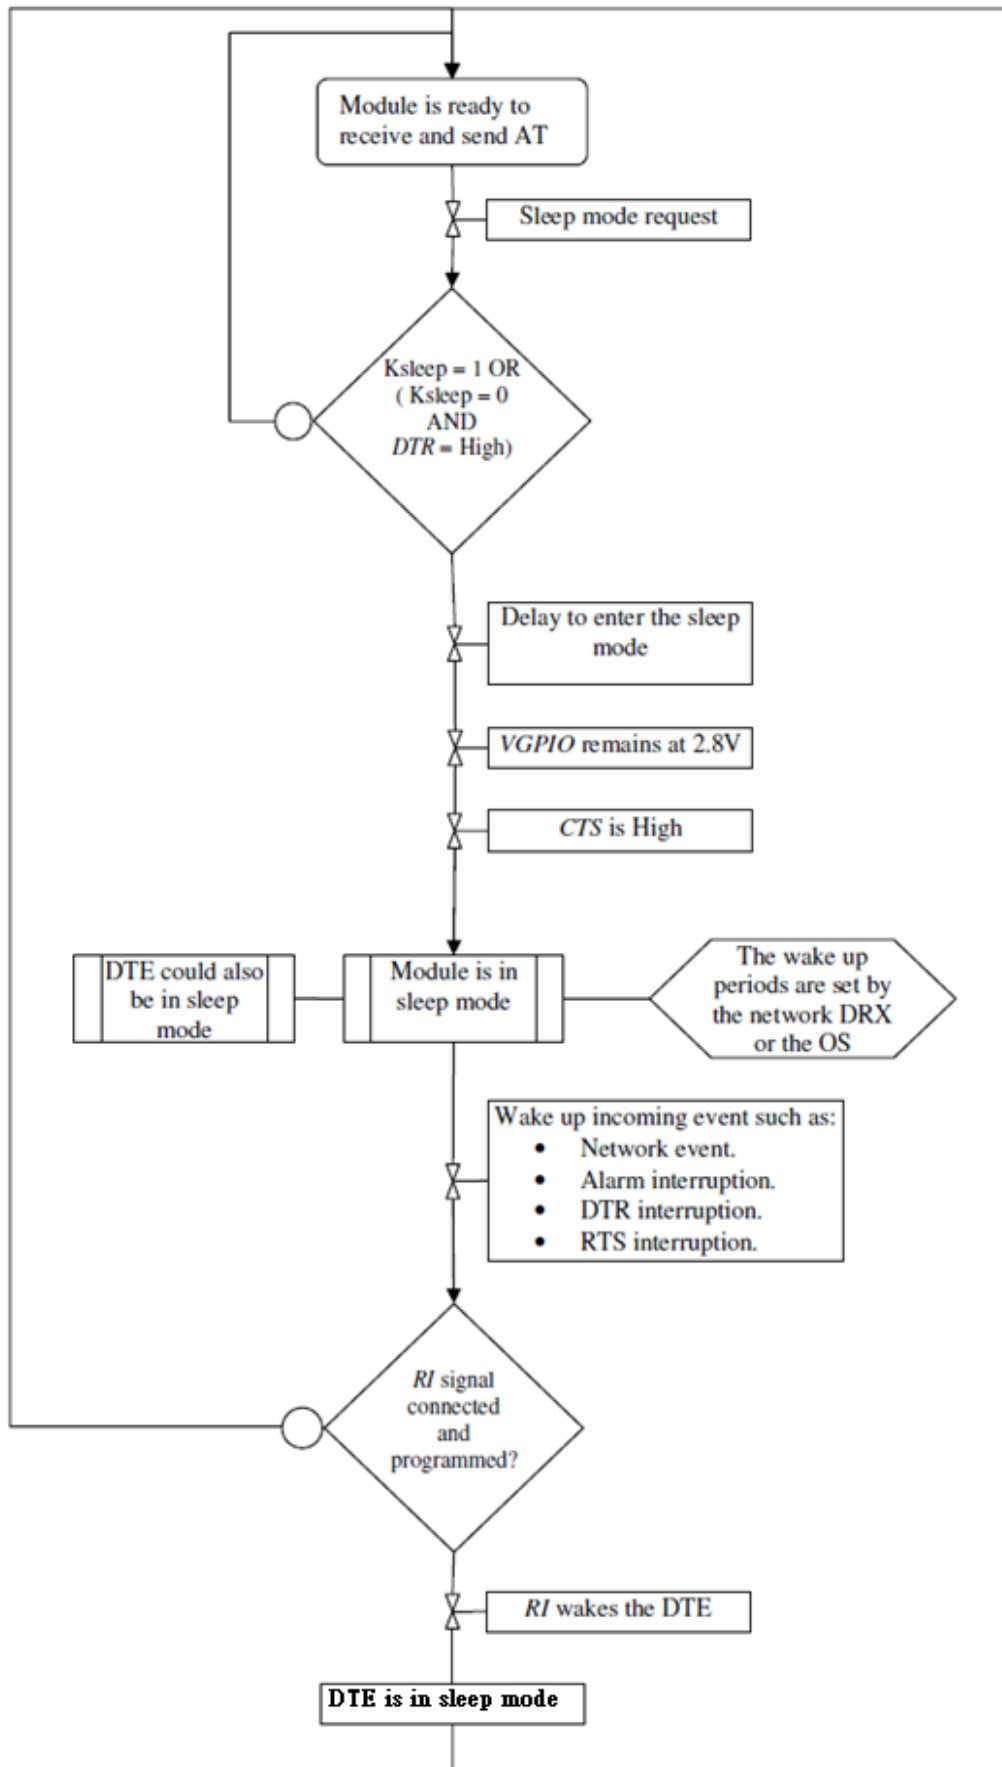 Module is ready to
receive and send AT
Sleep mode request
Ksleep = 1 OR
( Ksleep = 0
AND
DTR = High)
Delay to enter the sleep
mode
VGPIO remains at 2.8V
CTS is High
DTE could also
be in sleep
mode
Module is in
sleep mode
The wake up
periods are set by
the network DRX
or the OS
Wake up incoming event such as:
• Network event.
• Alarm interruption.
• DTR interruption.
• RTS interruption.
RI signal
connected
and
programmed?
RI wakes the DTE
DTE is in sleep mode